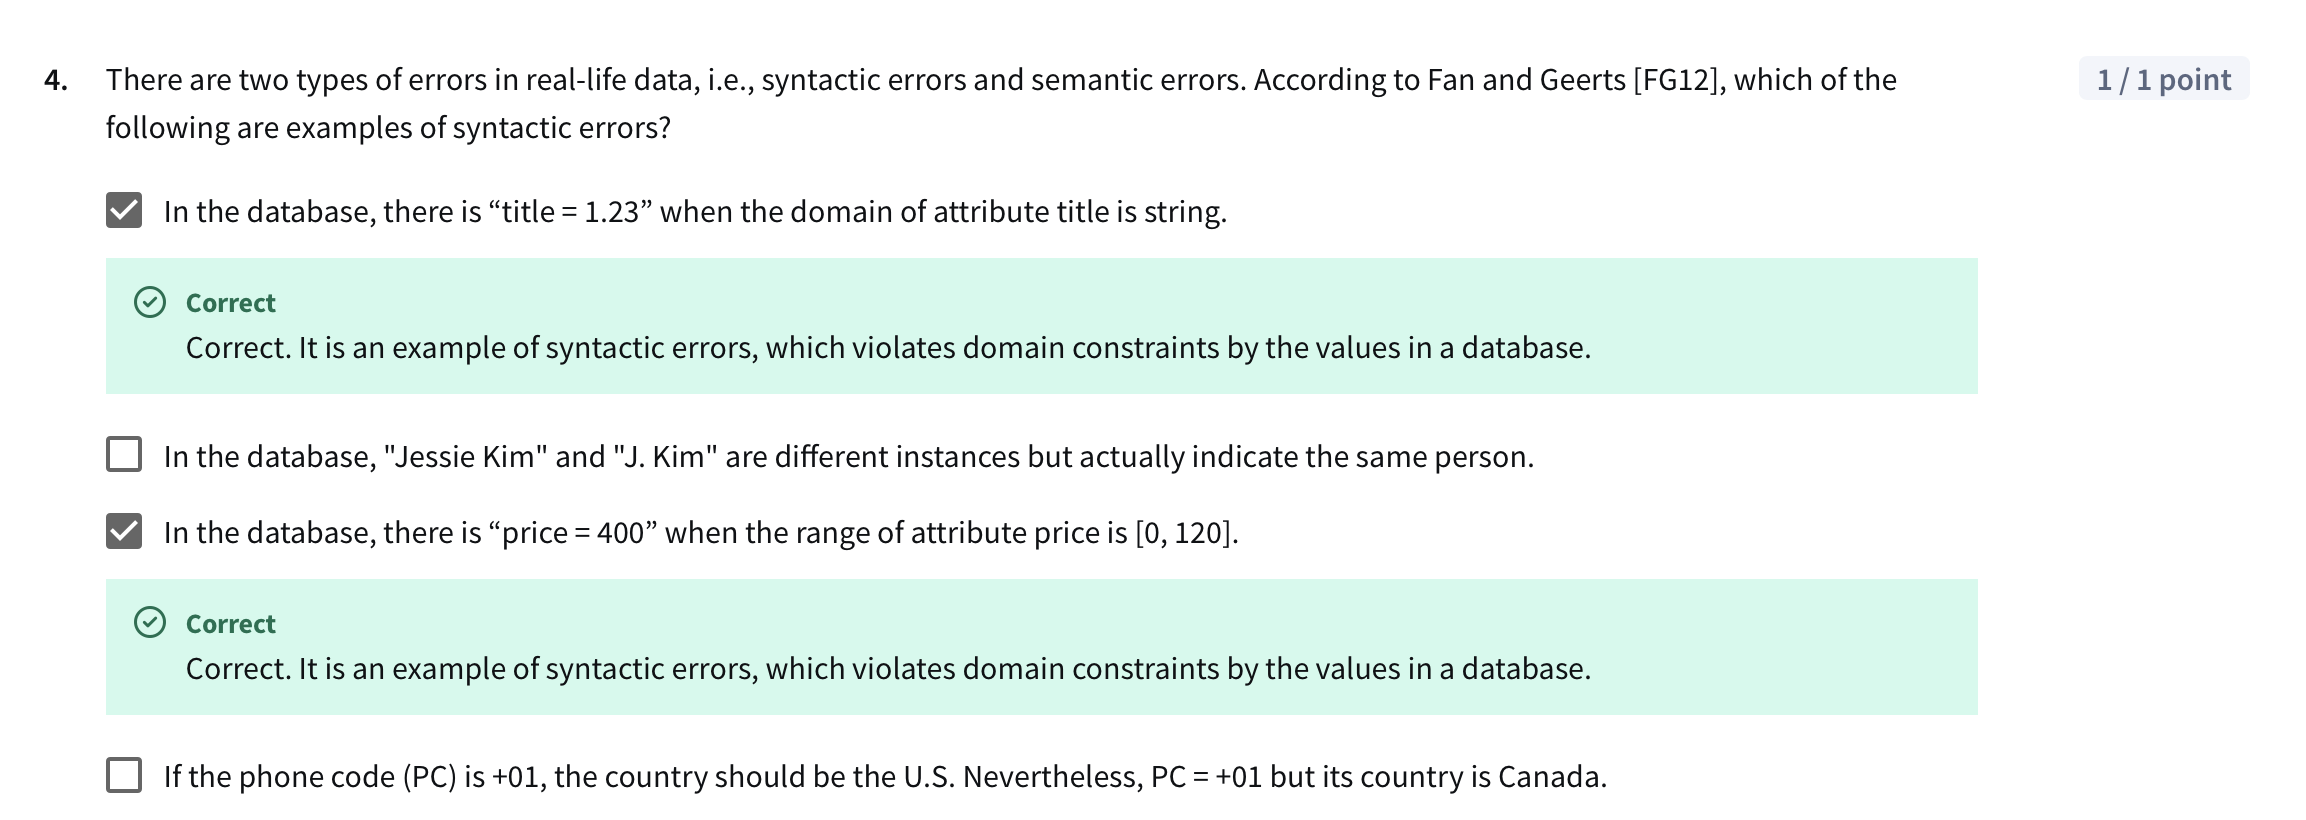 4. There are two types of errors in real-life data, i.e., syntactic errors and semantic errors. According to Fan and Geerts [FG12], which of the
following are examples of syntactic errors?
1 / 1 point
In the database, there is “title = 1.23” when the domain of attribute title is string.
Correct
Correct. It is an example of syntactic errors, which violates domain constraints by the values in a database.
In the database, "Jessie Kim" and "J. Kim" are different instances but actually indicate the same person.
In the database, there is “price = 400” when the range of attribute price is [0, 120].
Correct
Correct. It is an example of syntactic errors, which violates domain constraints by the values in a database.
If the phone code (PC) is +01, the country should be the U.S. Nevertheless, PC = +01 but its country is Canada.